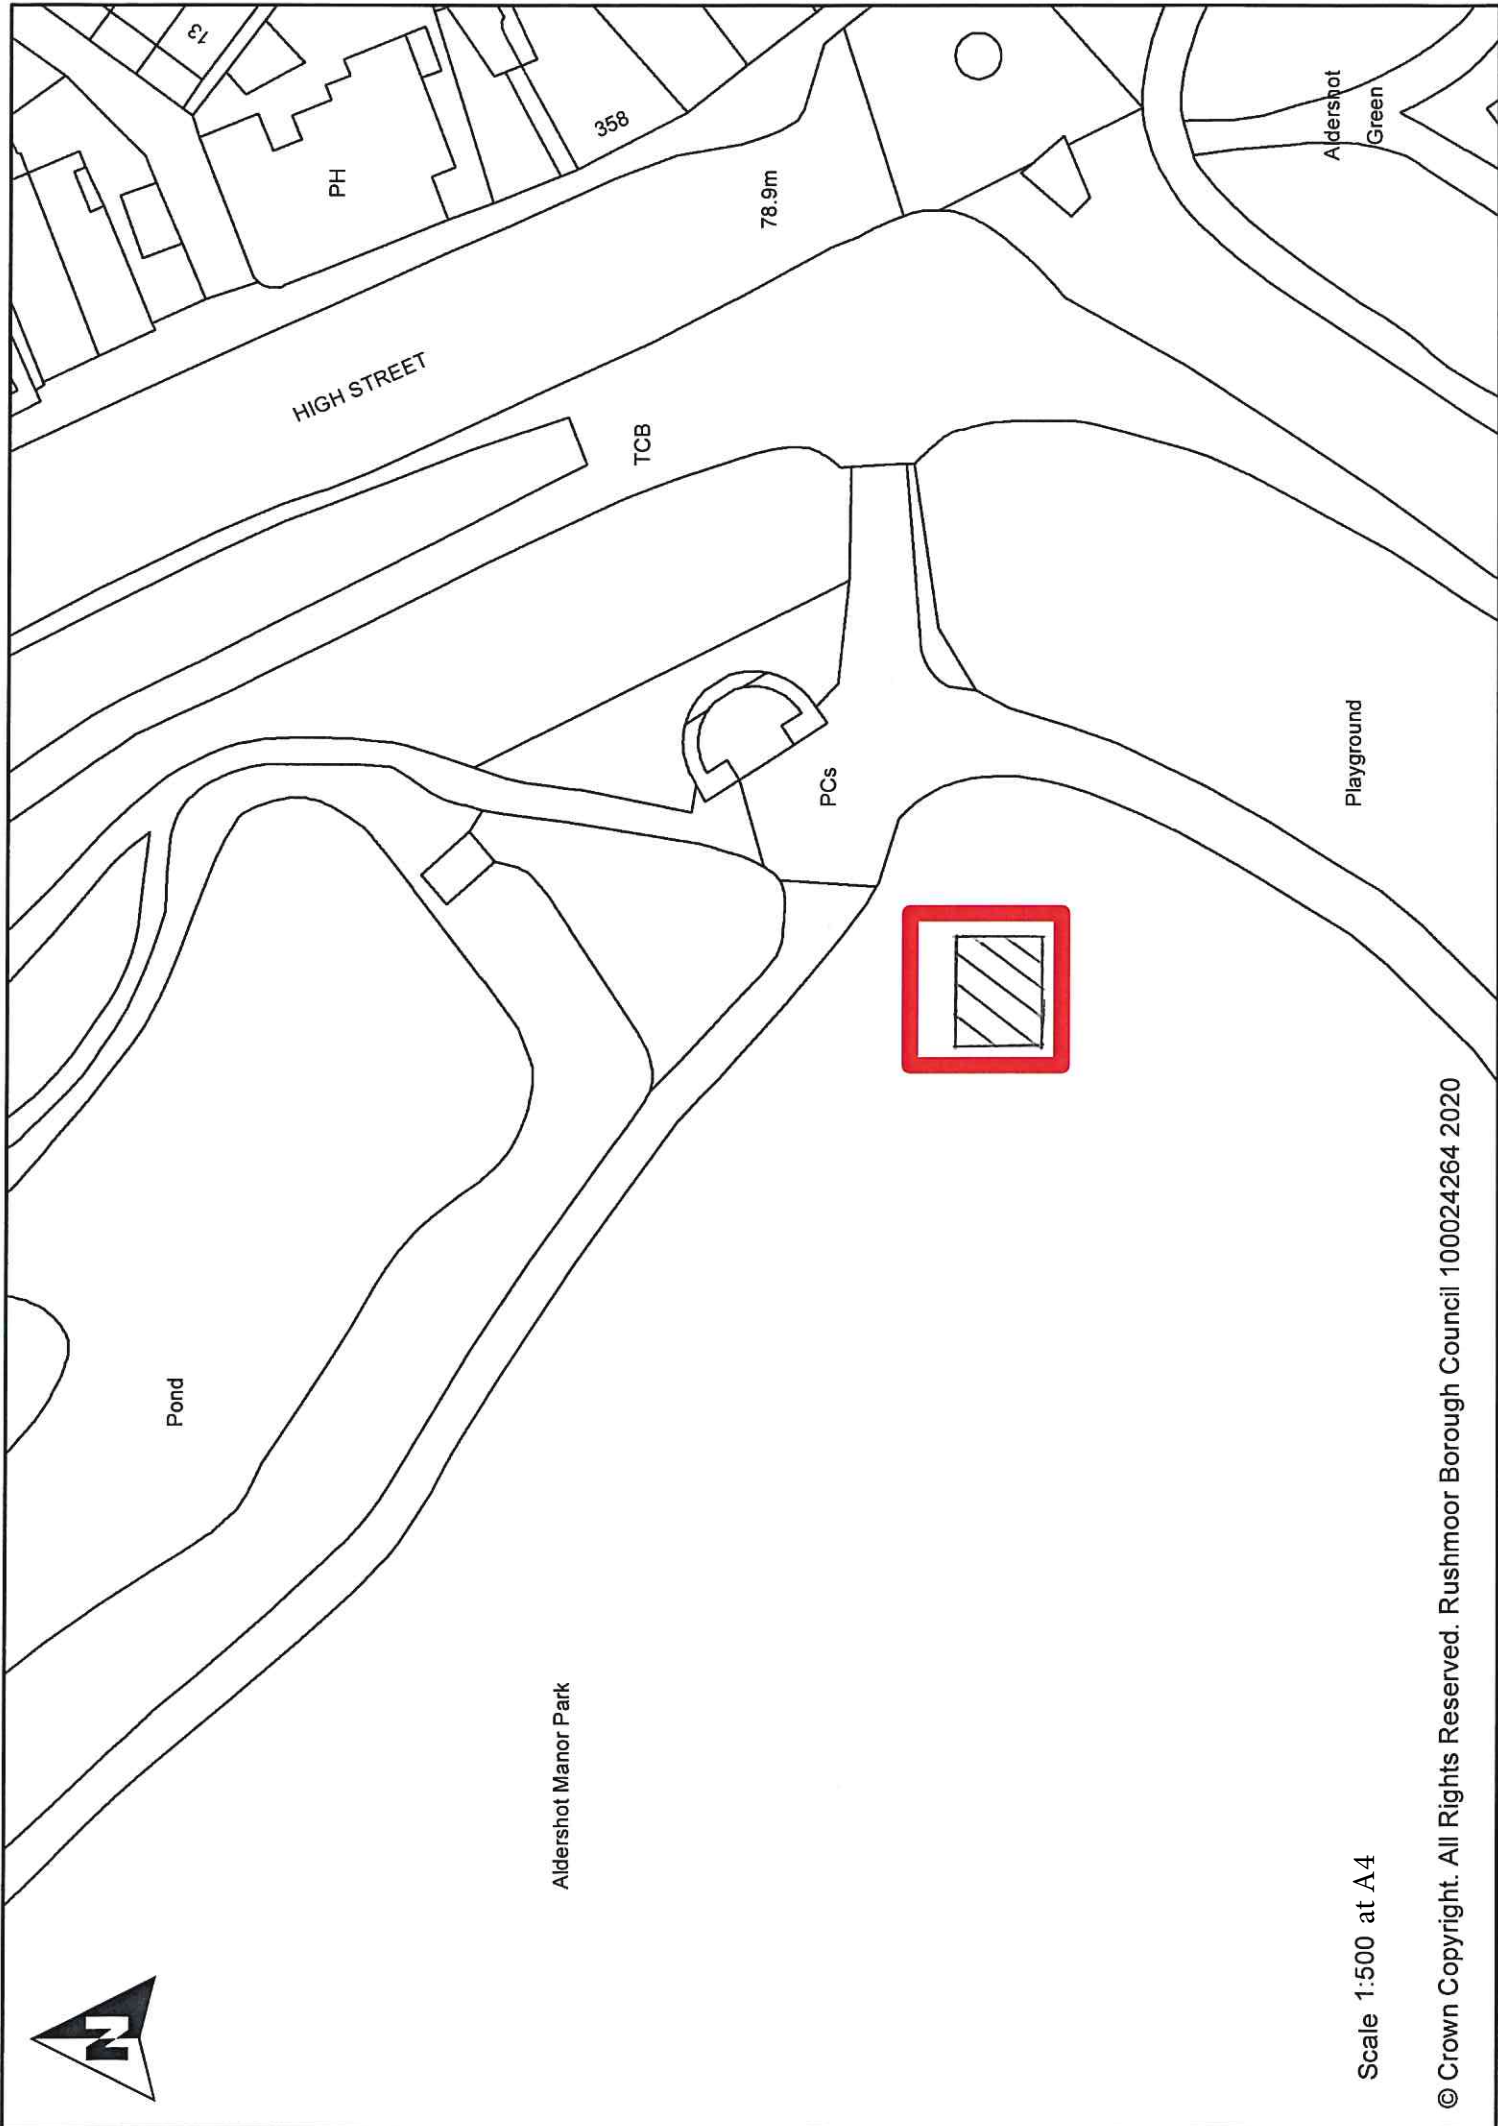 N
Pond
13
PH
HIGH STREET
Aldershot Manor Park
358
TCB
78.9m
PCs
Playground
Aldershot
Green
Scale 1:500 at A4
© Crown Copyright. All Rights Reserved. Rushmoor Borough Council 100024264 2020